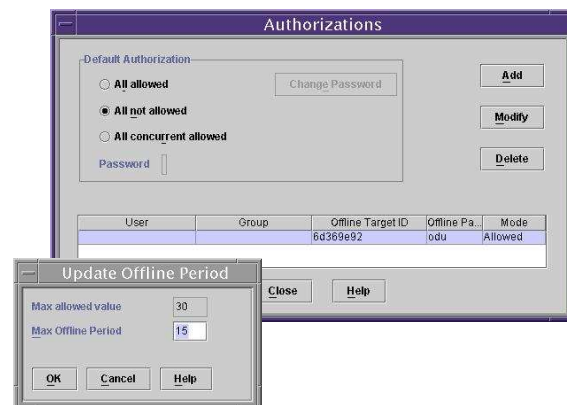 Authorizations
Default Authorization
All allowed
Change Password
All not allowed
All concurrent allowed
Password
Add
Modify
Delete
User Group Offline Target ID Offline Pa... Mode
6d369e92 odu Allowed
Close Help
Update Offline Period
Max allowed value 30
Max Offline Period 15
OK Cancel Help